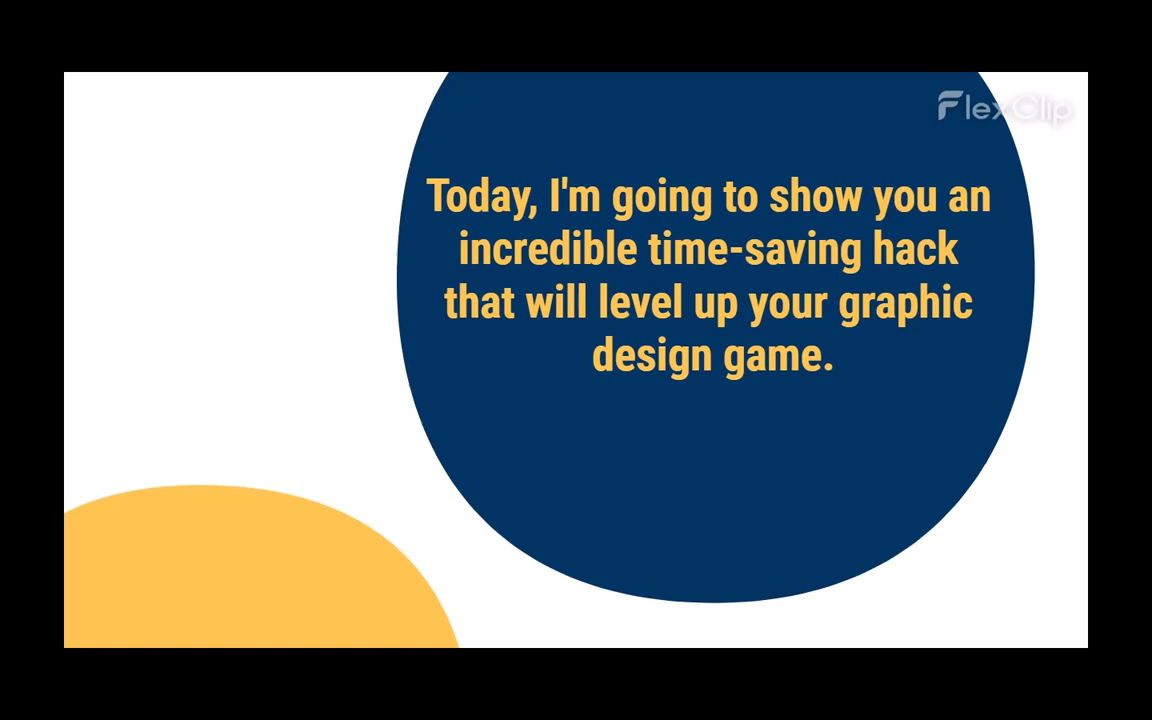 FlexClip
Today, I'm going to show you an
incredible time-saving hack
that will level up your graphic
design game.